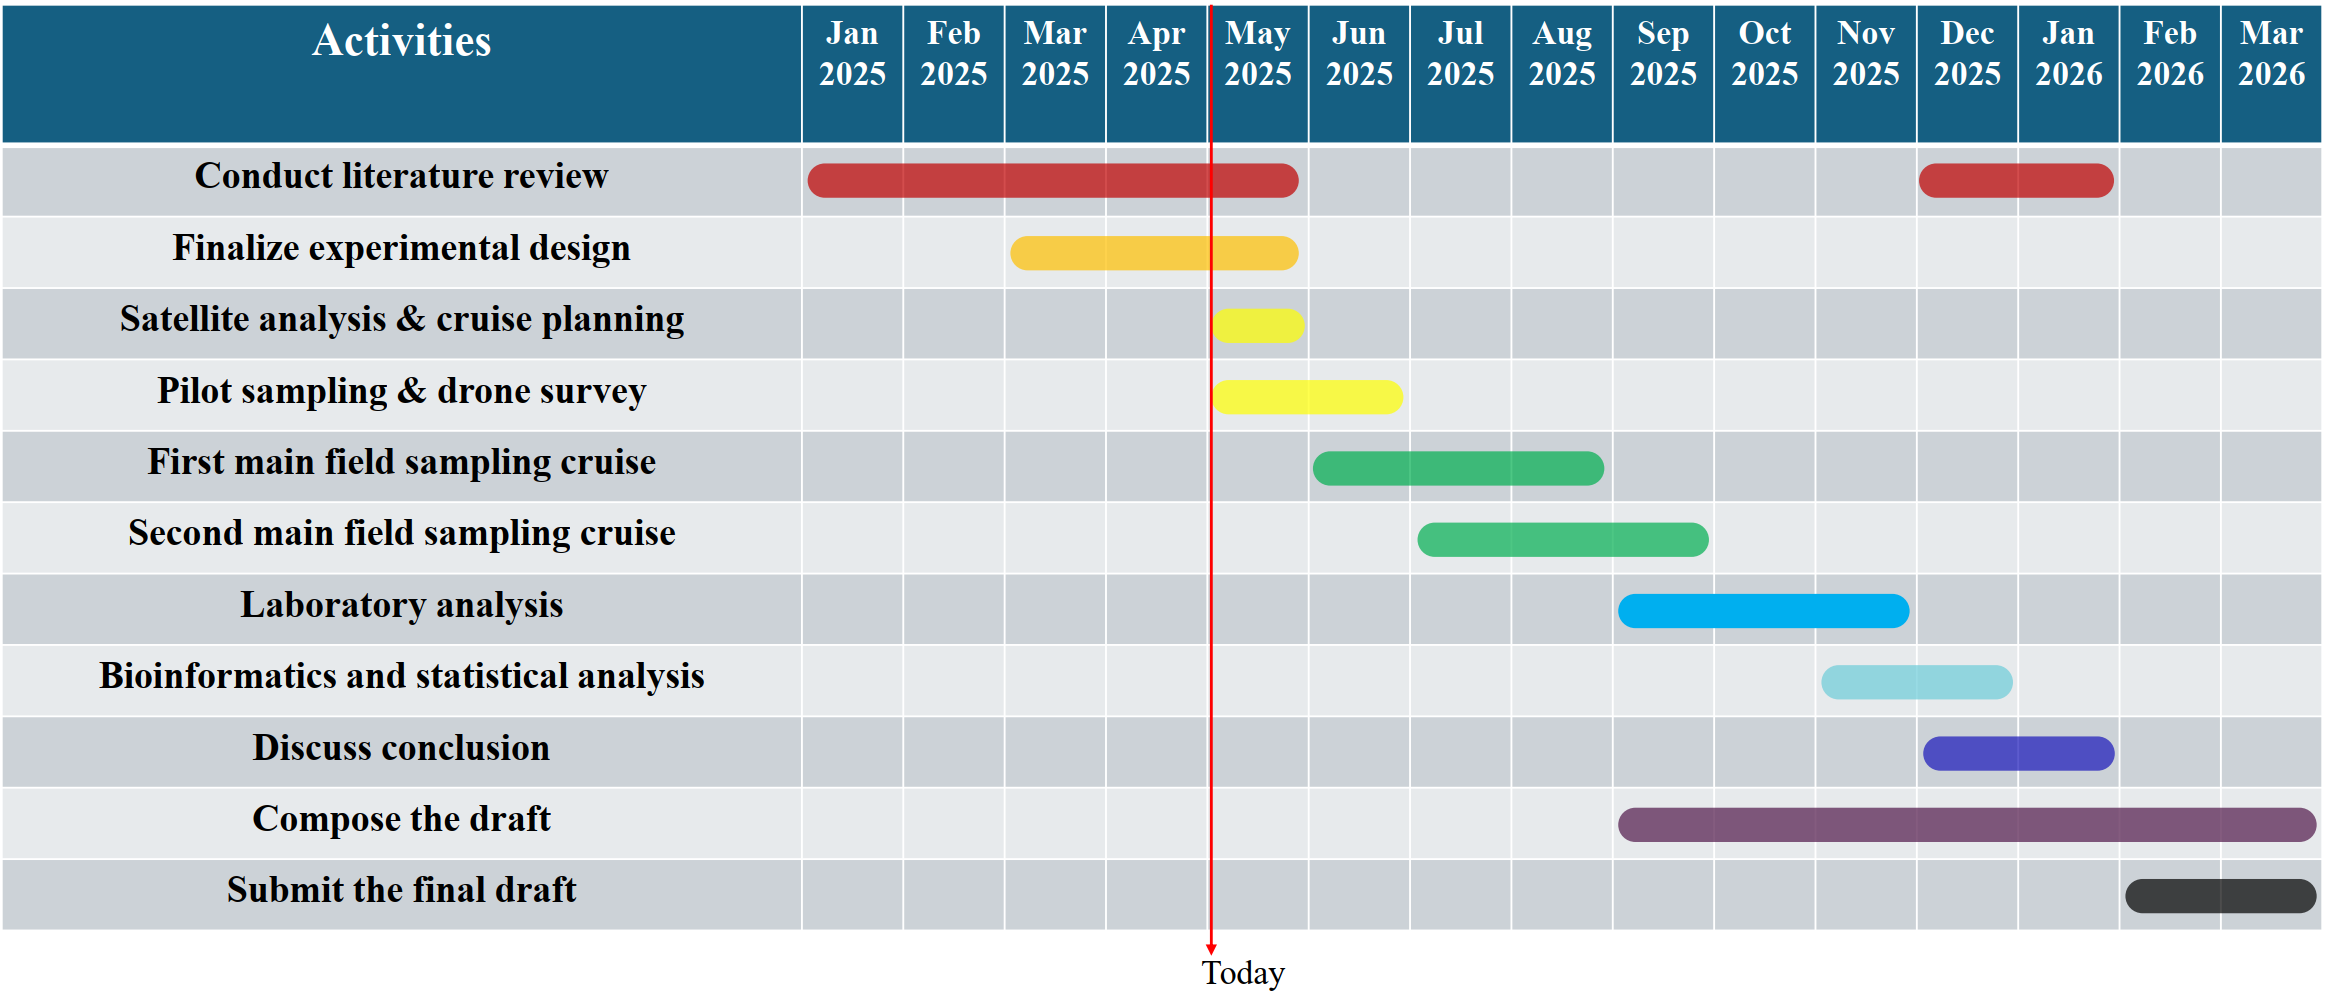 Activities
Jan 2025
Feb 2025
Mar 2025
Apr 2025
May 2025
Jun 2025
Jul 2025
Aug 2025
Sep 2025
Oct 2025
Nov 2025
Dec 2025
Jan 2026
Feb 2026
Mar 2026
Conduct literature review
Finalize experimental design
Satellite analysis & cruise planning
Pilot sampling & drone survey
First main field sampling cruise
Second main field sampling cruise
Laboratory analysis
Bioinformatics and statistical analysis
Discuss conclusion
Compose the draft
Submit the final draft
Today